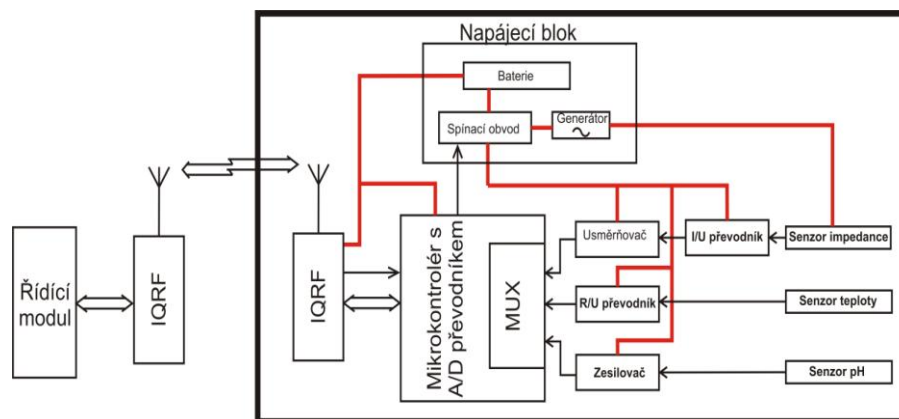 Napájecí blok
Baterie
Spínací obvod
Generátor
Řídící
modul
IQRF
IQRF
Mikrokontrolér s
A/D převodníkem
MUX
Usměrňovač
I/U převodník
Senzor impedance
R/U převodník
Senzor teploty
Zesilovač
Senzor pH